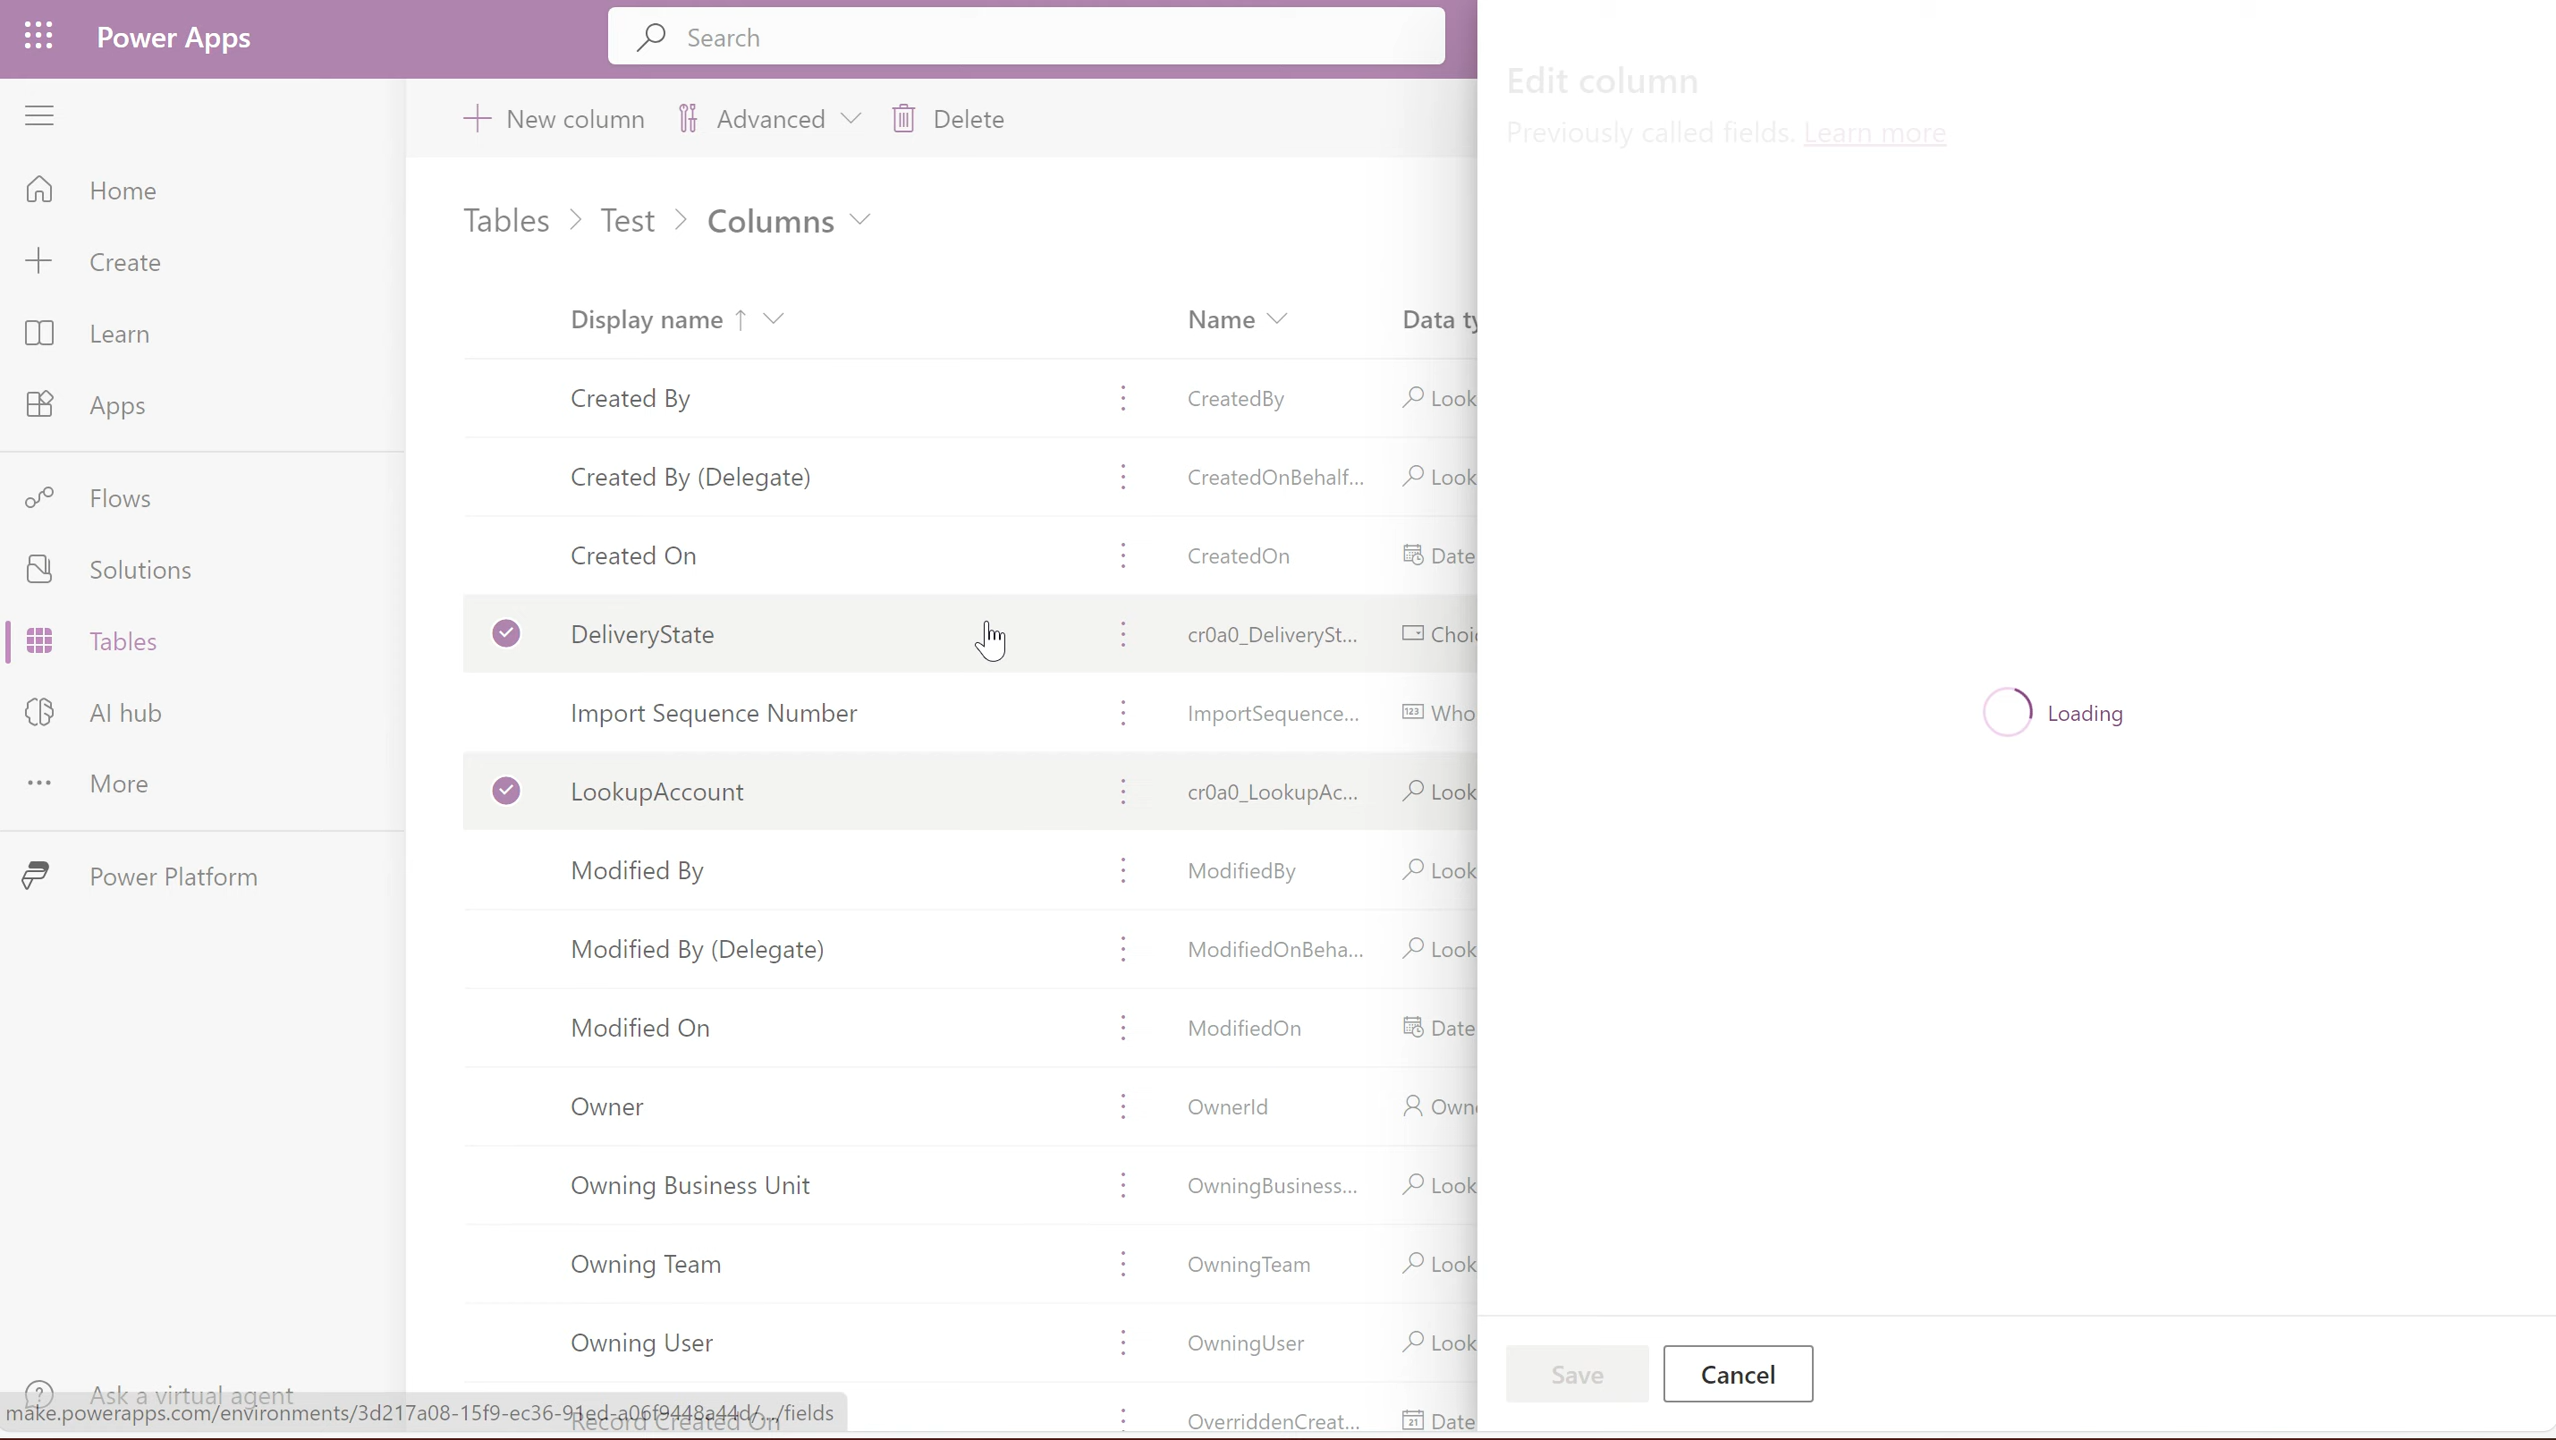 Power Apps
Search
Edit column
Previously called fields. Learn more
New column
Advanced
Delete
Home
Create
Learn
Apps
Flows
Solutions
Tables
AI hub
More
Power Platform
Ask a virtual agent
Tables > Test > Columns
Display name Name Data ty
Created By CreatedBy Look
Created By (Delegate) CreatedOnBehalf... Look
Created On CreatedOn Date
DeliveryState cr0a0_DeliverySt... Choi
Import Sequence Number ImportSequence... Who
LookupAccount cr0a0_LookupAc... Look
Modified By ModifiedBy Look
Modified By (Delegate) ModifiedOnBeha... Look
Modified On ModifiedOn Date
Owner OwnerId Own
Owning Business Unit OwningBusiness... Look
Owning Team OwningTeam Look
Owning User OwningUser Look
Record Created On OverriddenCreat... Date
make.powerapps.com/environments/3d217a08-15f9-ec36-91ed-a06f9448a44d/.../fields
Loading
Save
Cancel